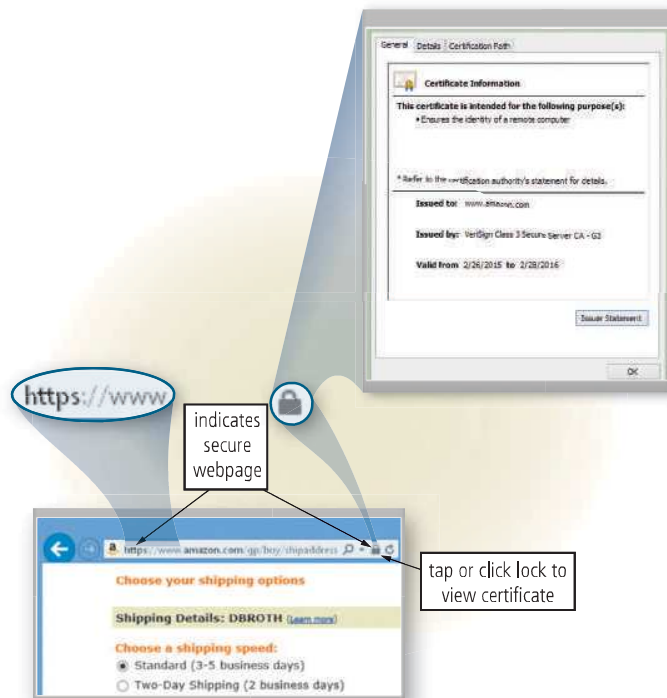 General Details Certification Path
Certificate Information
This certificate is intended for the following purpose(s):
• Ensures the identity of a remote computer
* Refer to the certification authority's statement for details.
Issued to: www.amazon.com
Issued by: VeriSign Class 3 Secure Server CA - G3
Valid from 2/26/2015 to 2/28/2016
Issuer Statement
OK
https://www
indicates
secure
webpage
https://www.amazon.com/gp/buy/shipaddress
tap or click lock to
view certificate
Choose your shipping options
Shipping Details: DBROTH (Learn more)
Choose a shipping speed:
Standard (3-5 business days)
Two-Day Shipping (2 business days)